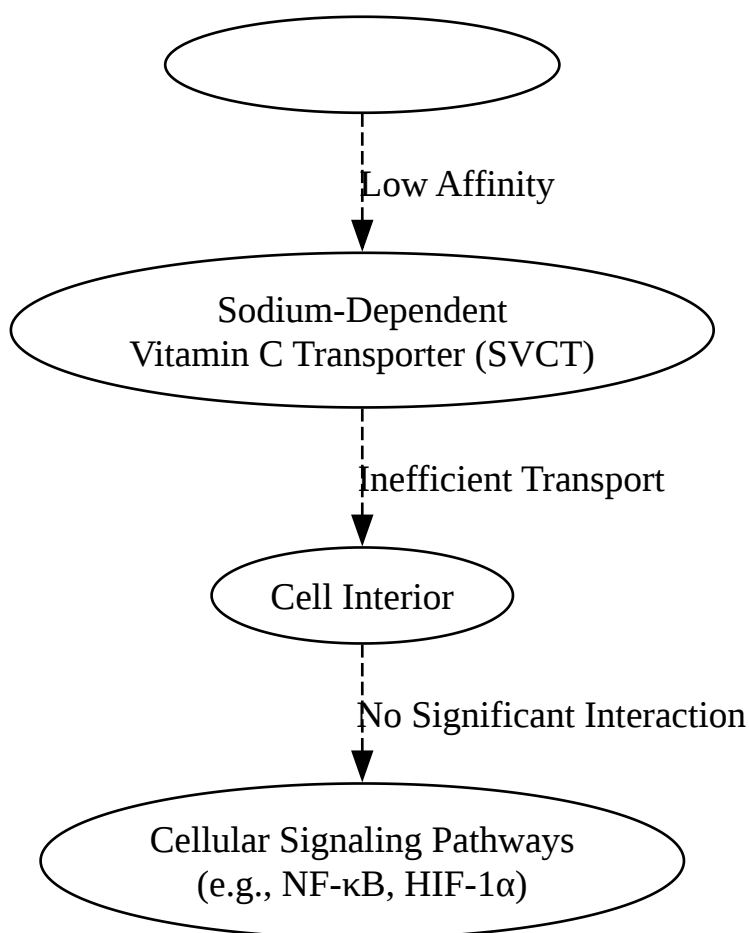 Low Affinity
Sodium-Dependent
Vitamin C Transporter (SVCT)
Inefficient Transport
Cell Interior
No Significant Interaction
Cellular Signaling Pathways
(e.g., NF-κB, HIF-1α)